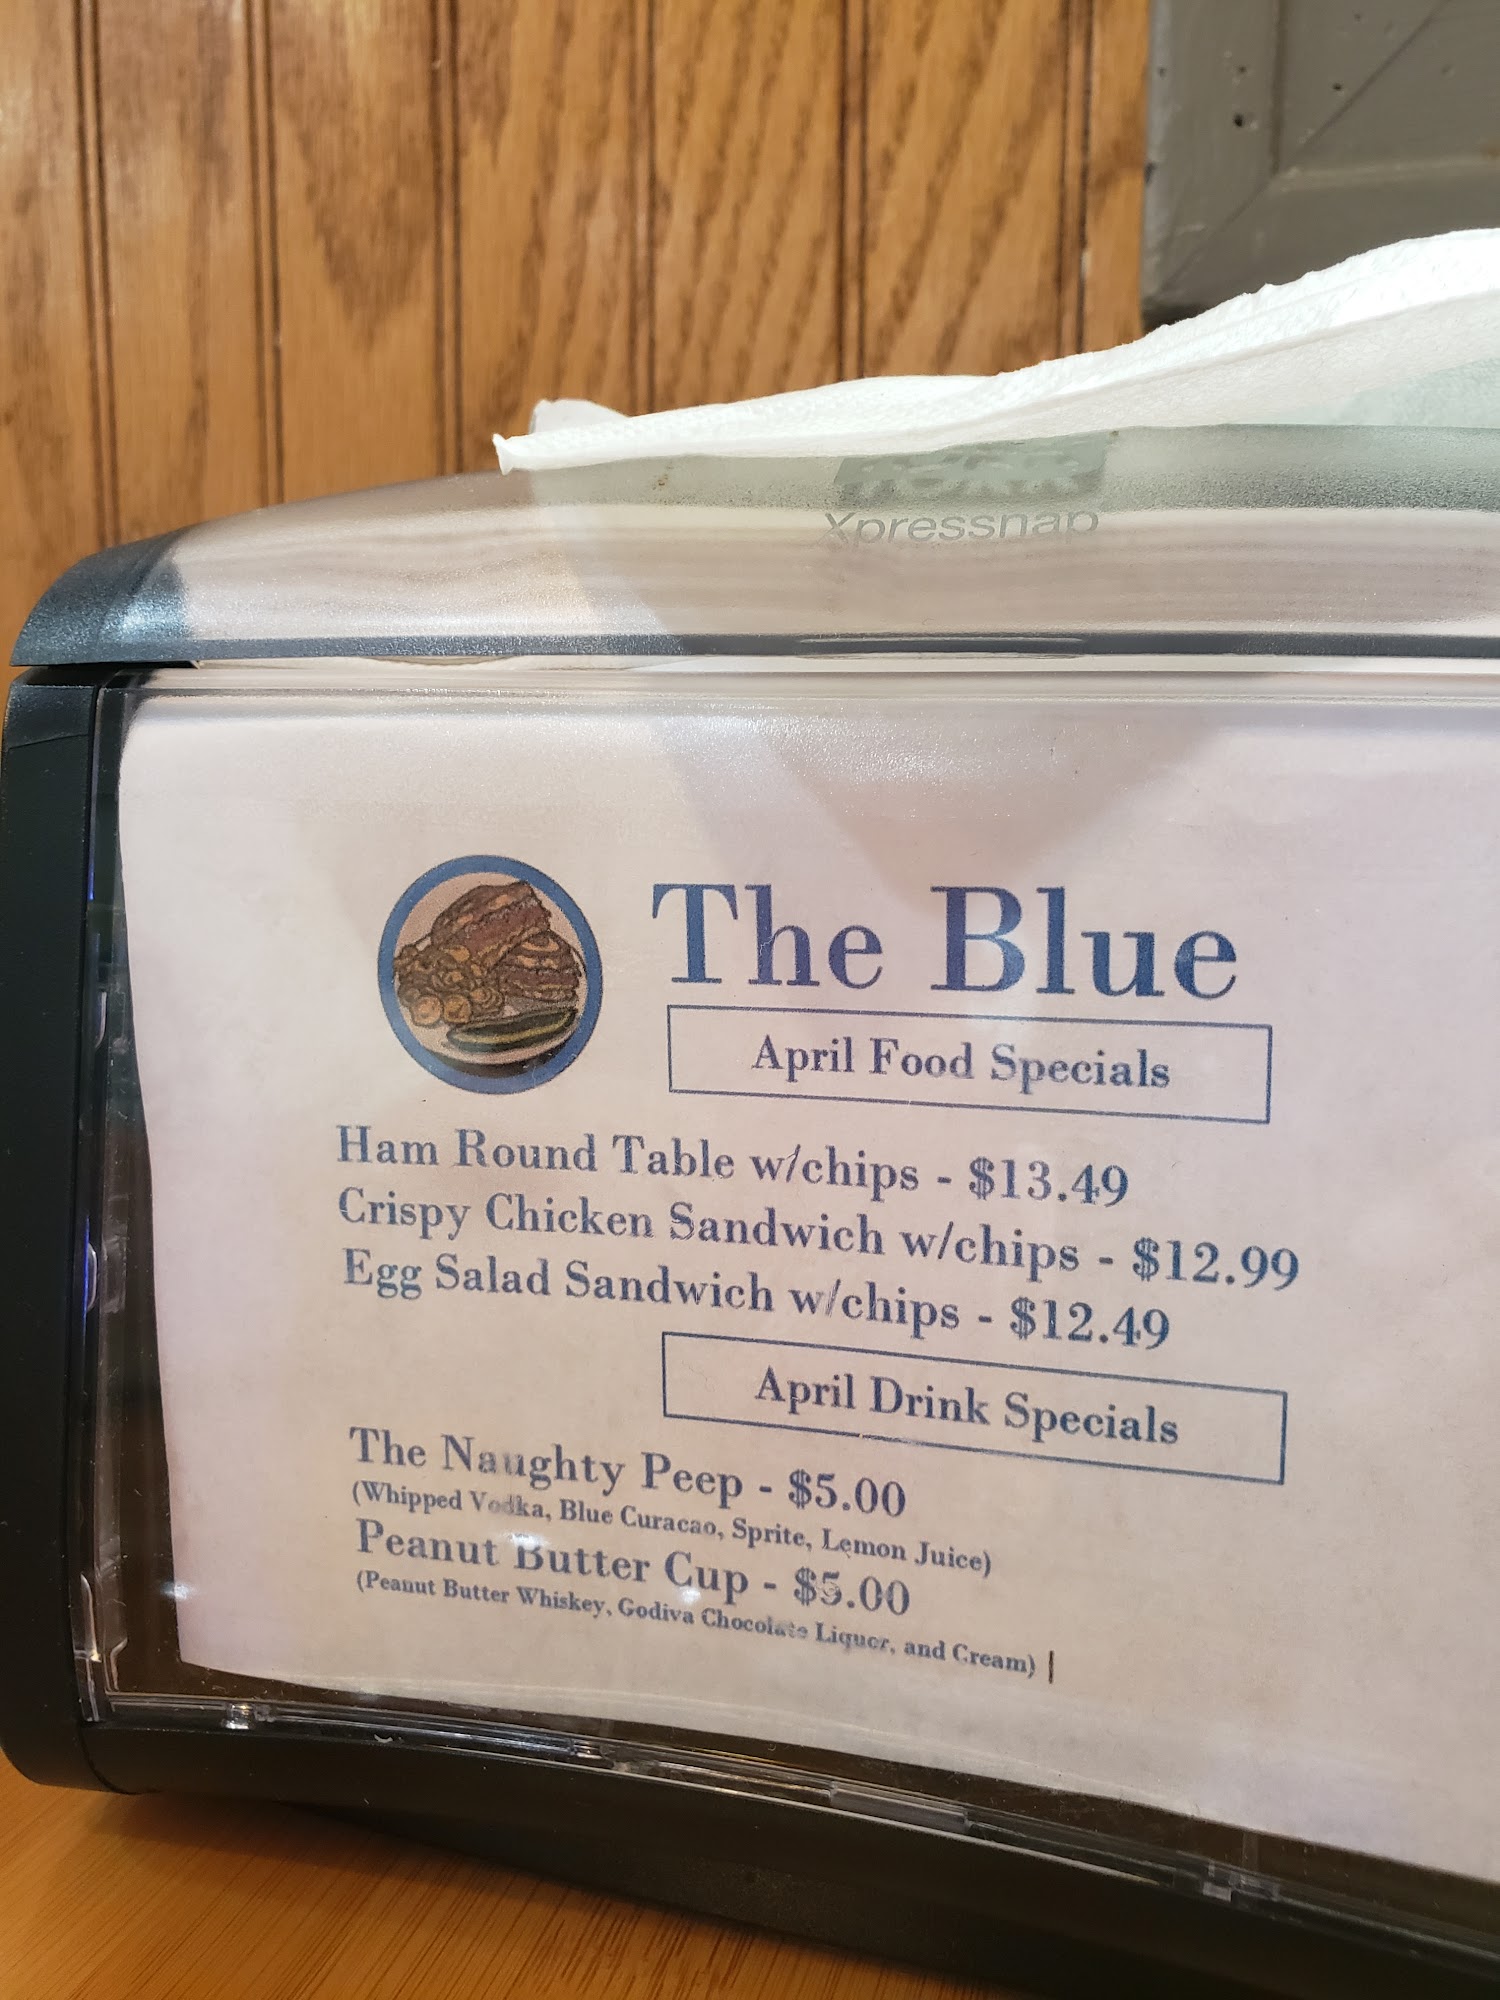 Xpressnap
The Blue
April Food Specials
Ham Round Table w/chips - $13.49
Crispy Chicken Sandwich w/chips - $12.99
Egg Salad Sandwich w/chips - $12.49
April Drink Specials
The Naughty Peep - $5.00
(Whipped Vodka, Blue Curacao, Sprite, Lemon Juice)
Peanut Butter Cup - $5.00
(Peanut Butter Whiskey, Godiva Chocolate Liquor, and Cream) |